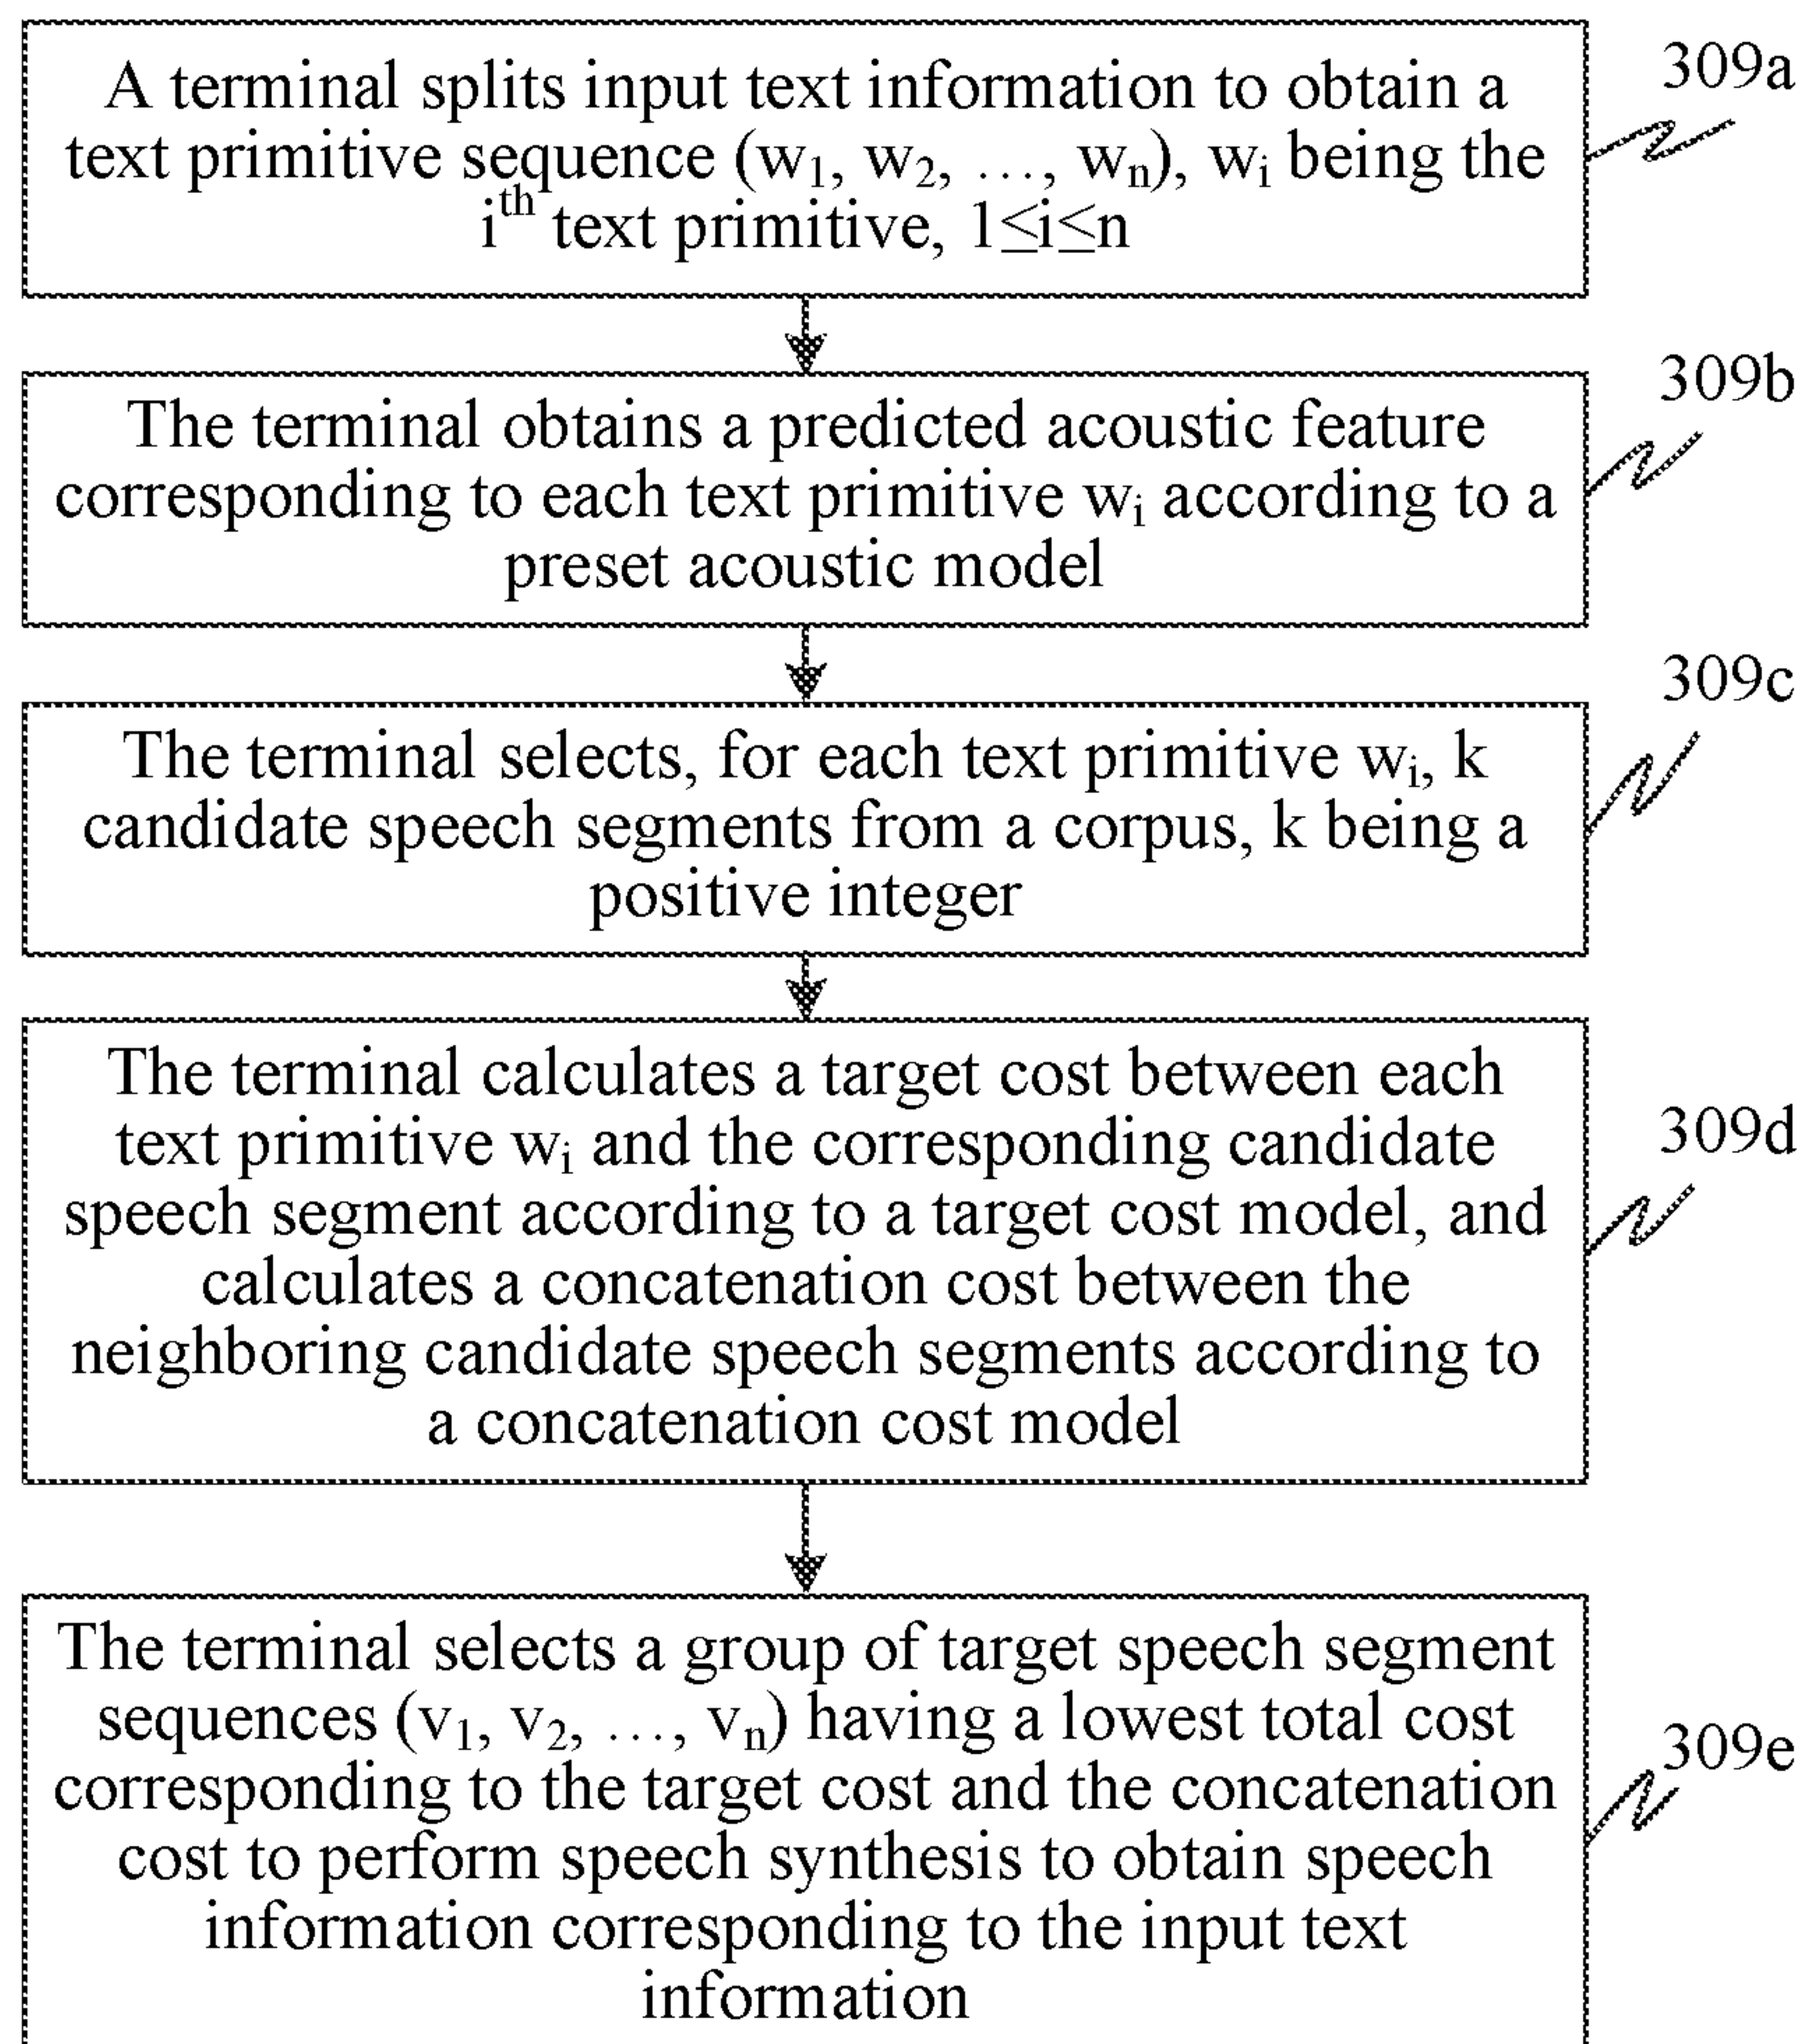 A terminal splits input text information to obtain a
text primitive sequence (w₁, w₂, …, wₙ), wᵢ being the
iᵗʰ text primitive, 1≤i≤n
309a
The terminal obtains a predicted acoustic feature
corresponding to each text primitive wᵢ according to a
preset acoustic model
309b
The terminal selects, for each text primitive wᵢ, k
candidate speech segments from a corpus, k being a
positive integer
309c
The terminal calculates a target cost between each
text primitive wᵢ and the corresponding candidate
speech segment according to a target cost model, and
calculates a concatenation cost between the
neighboring candidate speech segments according to
a concatenation cost model
309d
The terminal selects a group of target speech segment
sequences (v₁, v₂, …, vₙ) having a lowest total cost
corresponding to the target cost and the concatenation
cost to perform speech synthesis to obtain speech
information corresponding to the input text
information
309e